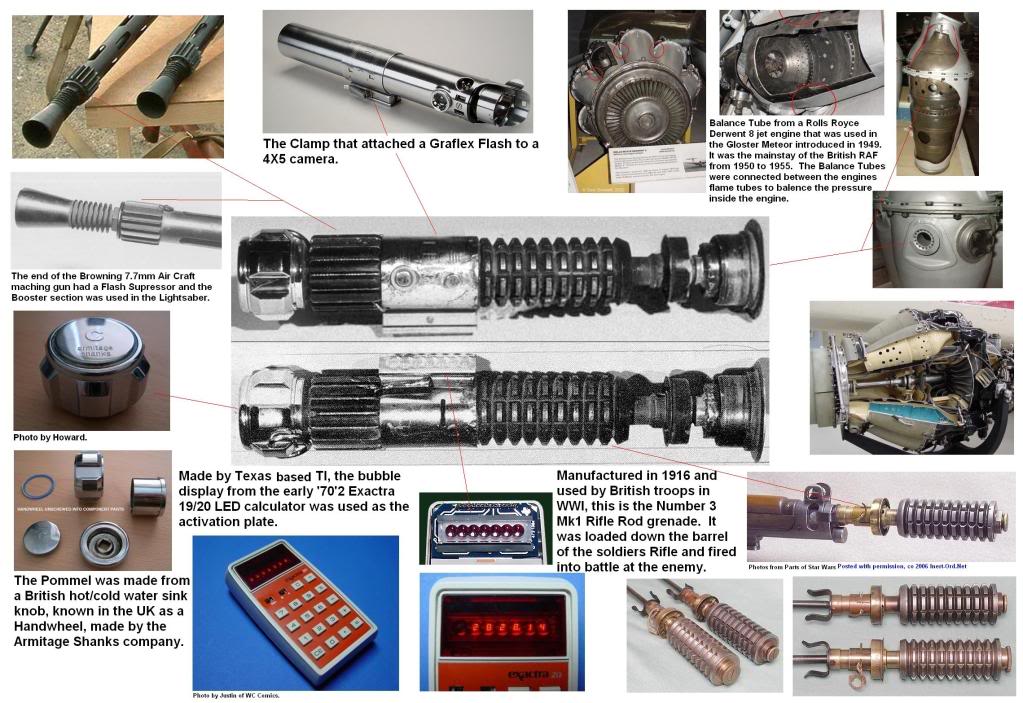 The Clamp that attached a Graflex Flash to a
4X5 camera.
Balance Tube from a Rolls Royce
Derwent 8 jet engine that was used in
the Gloster Meteor introduced in 1949.
It was the mainstay of the British RAF
from 1950 to 1955. The Balance Tubes
were connected between the engines
flame tubes to balence the pressure
inside the engine.
The end of the Browning 7.7mm Air Craft
maching gun had a Flash Supressor and the
Booster section was used in the Lightsaber.
C
armitage
shanks
Photo by Howard.
HANDWHEEL UNSCREWED INTO COMPONENT PARTS
The Pommel was made from
a British hot/cold water sink
knob, known in the UK as a
Handwheel, made by the
Armitage Shanks company.
Made by Texas based TI, the bubble
display from the early '70'2 Exactra
19/20 LED calculator was used as the
activation plate.
Photo by Justin of WC Comics.
exactra 20
Manufactured in 1916 and
used by British troops in
WWI, this is the Number 3
Mk1 Rifle Rod grenade. It
was loaded down the barrel
of the soldiers Rifle and fired
into battle at the enemy.
Photos from Parts of Star Wars Posted with permission, co 2006 Inert-Ord.Net